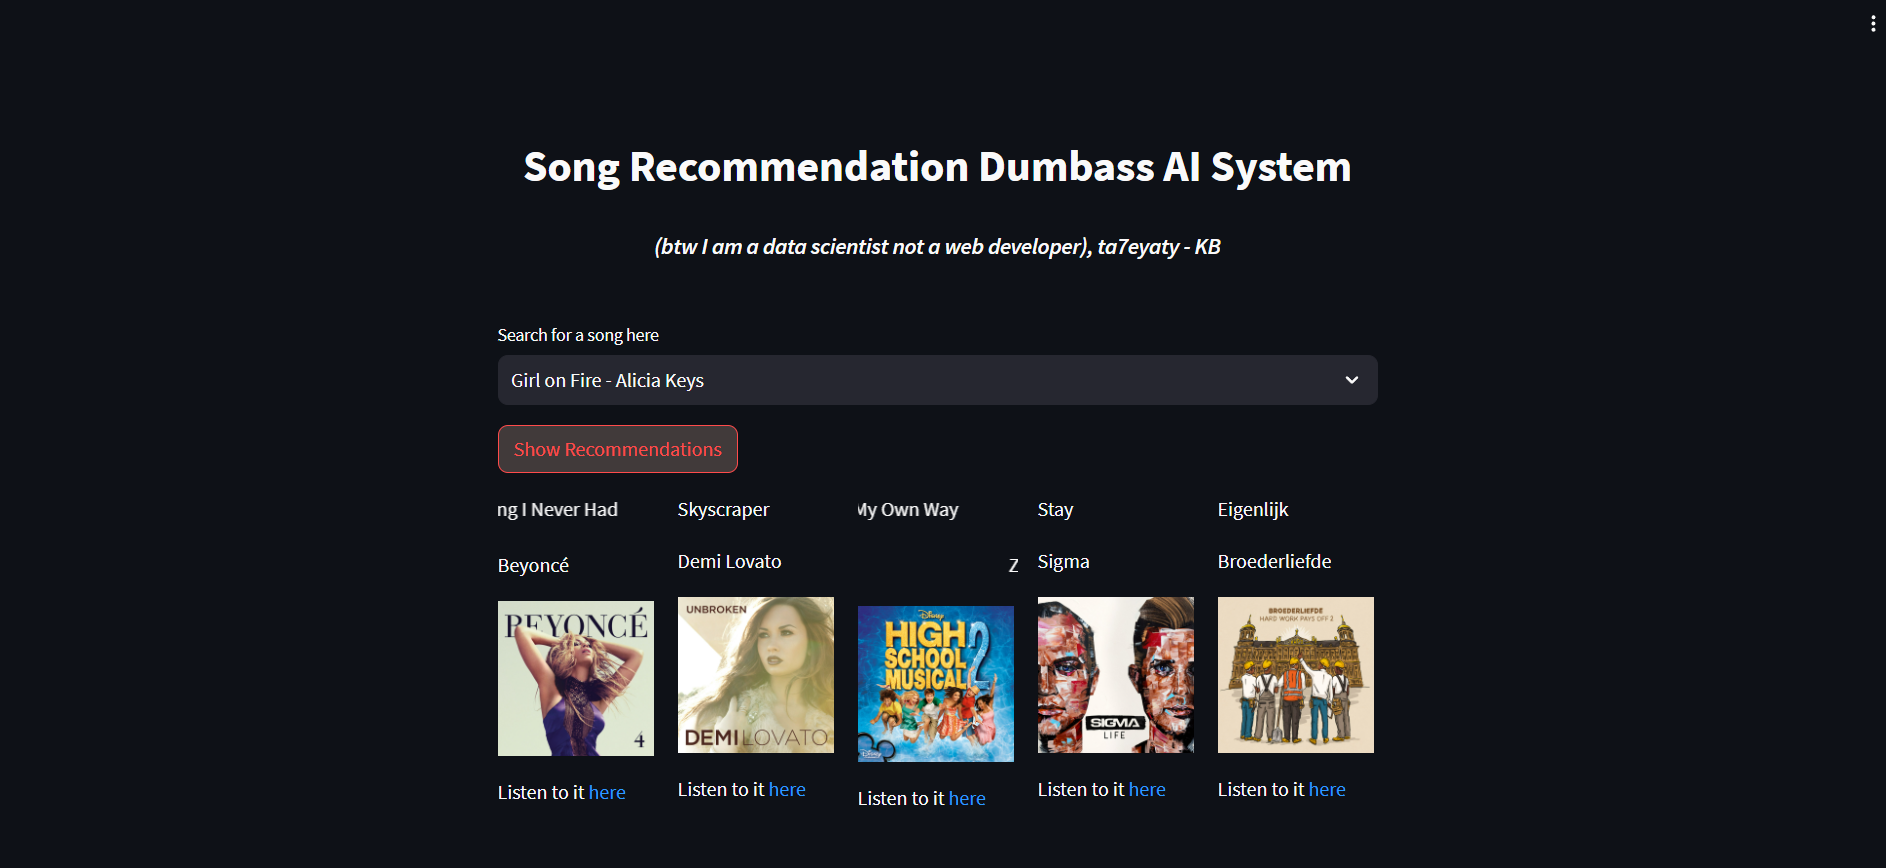 Song Recommendation Dumbass AI System
(btw I am a data scientist not a web developer), ta7eyaty - KB
Search for a song here
Girl on Fire - Alicia Keys
Show Recommendations
ng I Never Had
Skyscraper
My Own Way
Stay
Eigenlijk
Beyoncé
Demi Lovato
Z
Sigma
Broederliefde
BEYONCÉ
4
UNBROKEN
DEMI LOVATO
Disney
HIGH
SCHOOL
MUSICAL 2
Disney
SIGMA
LIFE
BROEDERLIEFDE
HARD WORK PAYS OFF 2
Listen to it here
Listen to it here
Listen to it here
Listen to it here
Listen to it here